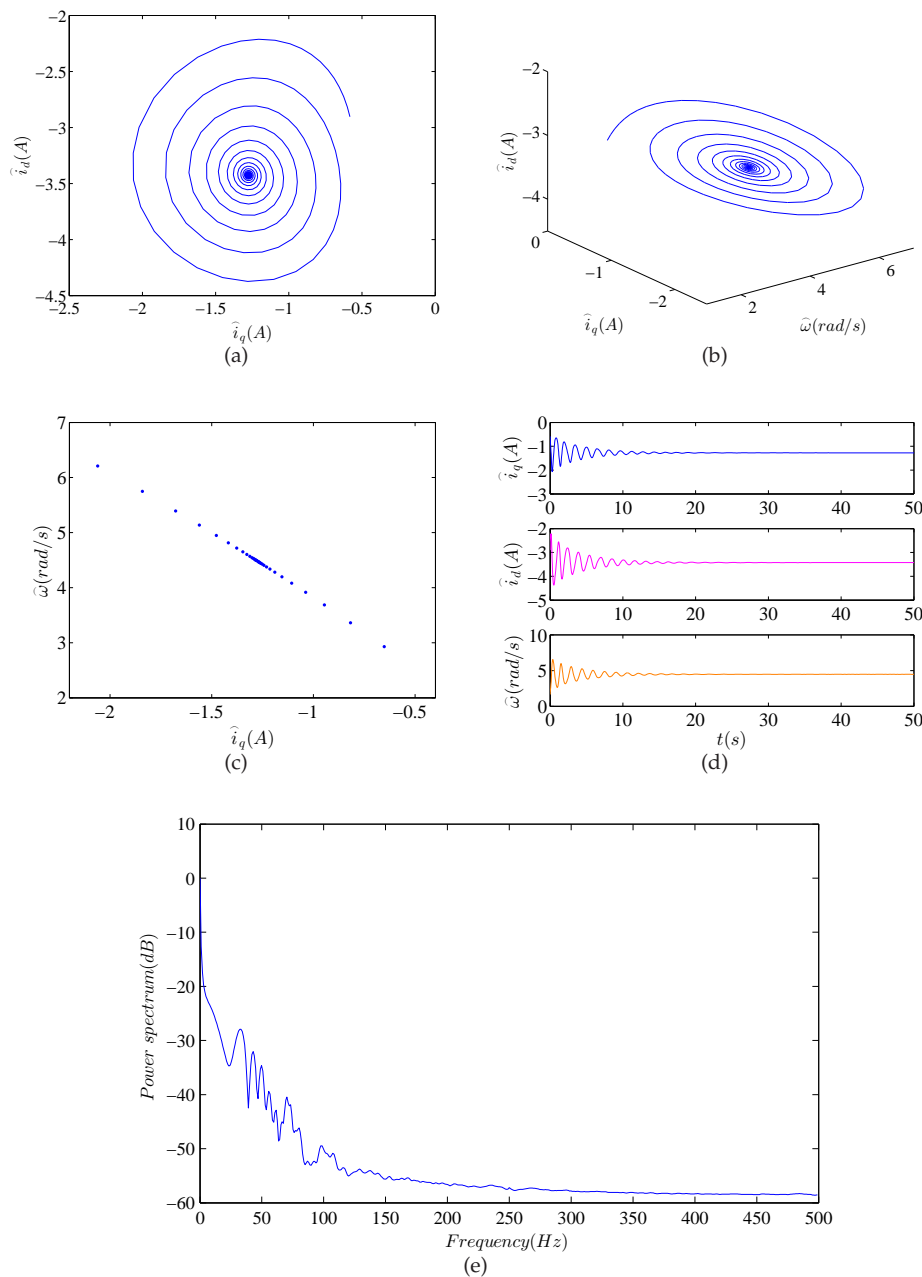 −2
−2.5
−3
−3.5
−4
−4.5
î_d(A)
−2.5 −2 −1.5 −1 −0.5 0
î_q(A)
(a)
−2
−3
−4
î_d(A)
0
−1
−2
2
4
6
î_q(A)
ω̂(rad/s)
(b)
7
6
5
4
3
2
ω̂(rad/s)
−2 −1.5 −1 −0.5
î_q(A)
(c)
0
−1
−2
−3
î_q(A)
0 10 20 30 40 50
−2
−3
−4
−5
î_d(A)
0 10 20 30 40 50
10
5
0
ω̂(rad/s)
0 10 20 30 40 50
t(s)
(d)
10
0
−10
−20
−30
−40
−50
−60
Power spectrum(dB)
0 50 100 150 200 250 300 350 400 450 500
Frequency(Hz)
(e)